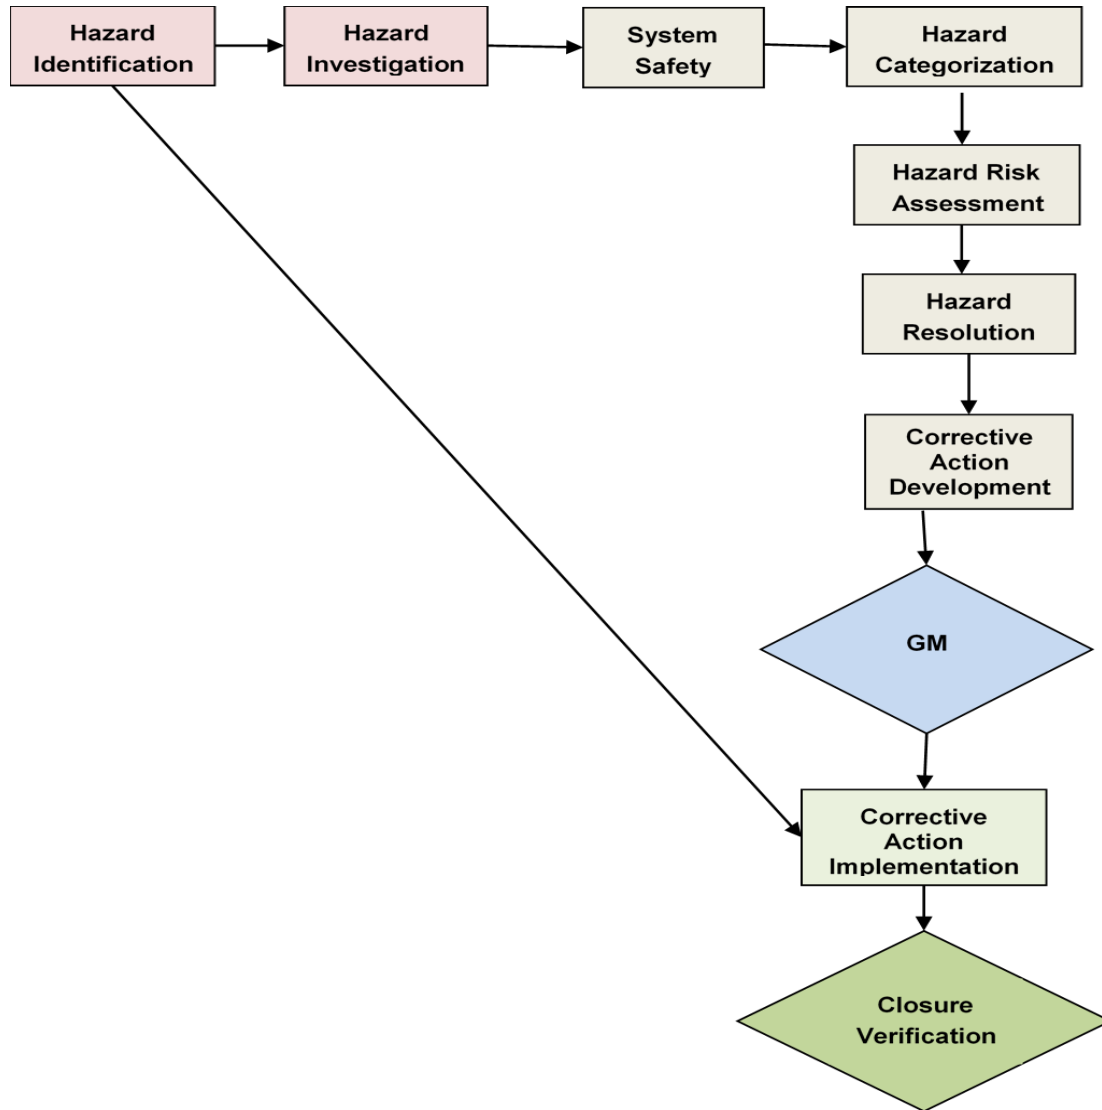 Hazard
Identification
Hazard
Investigation
System
Safety
Hazard
Categorization
Hazard Risk
Assessment
Hazard
Resolution
Corrective
Action
Development
GM
Corrective
Action
Implementation
Closure
Verification